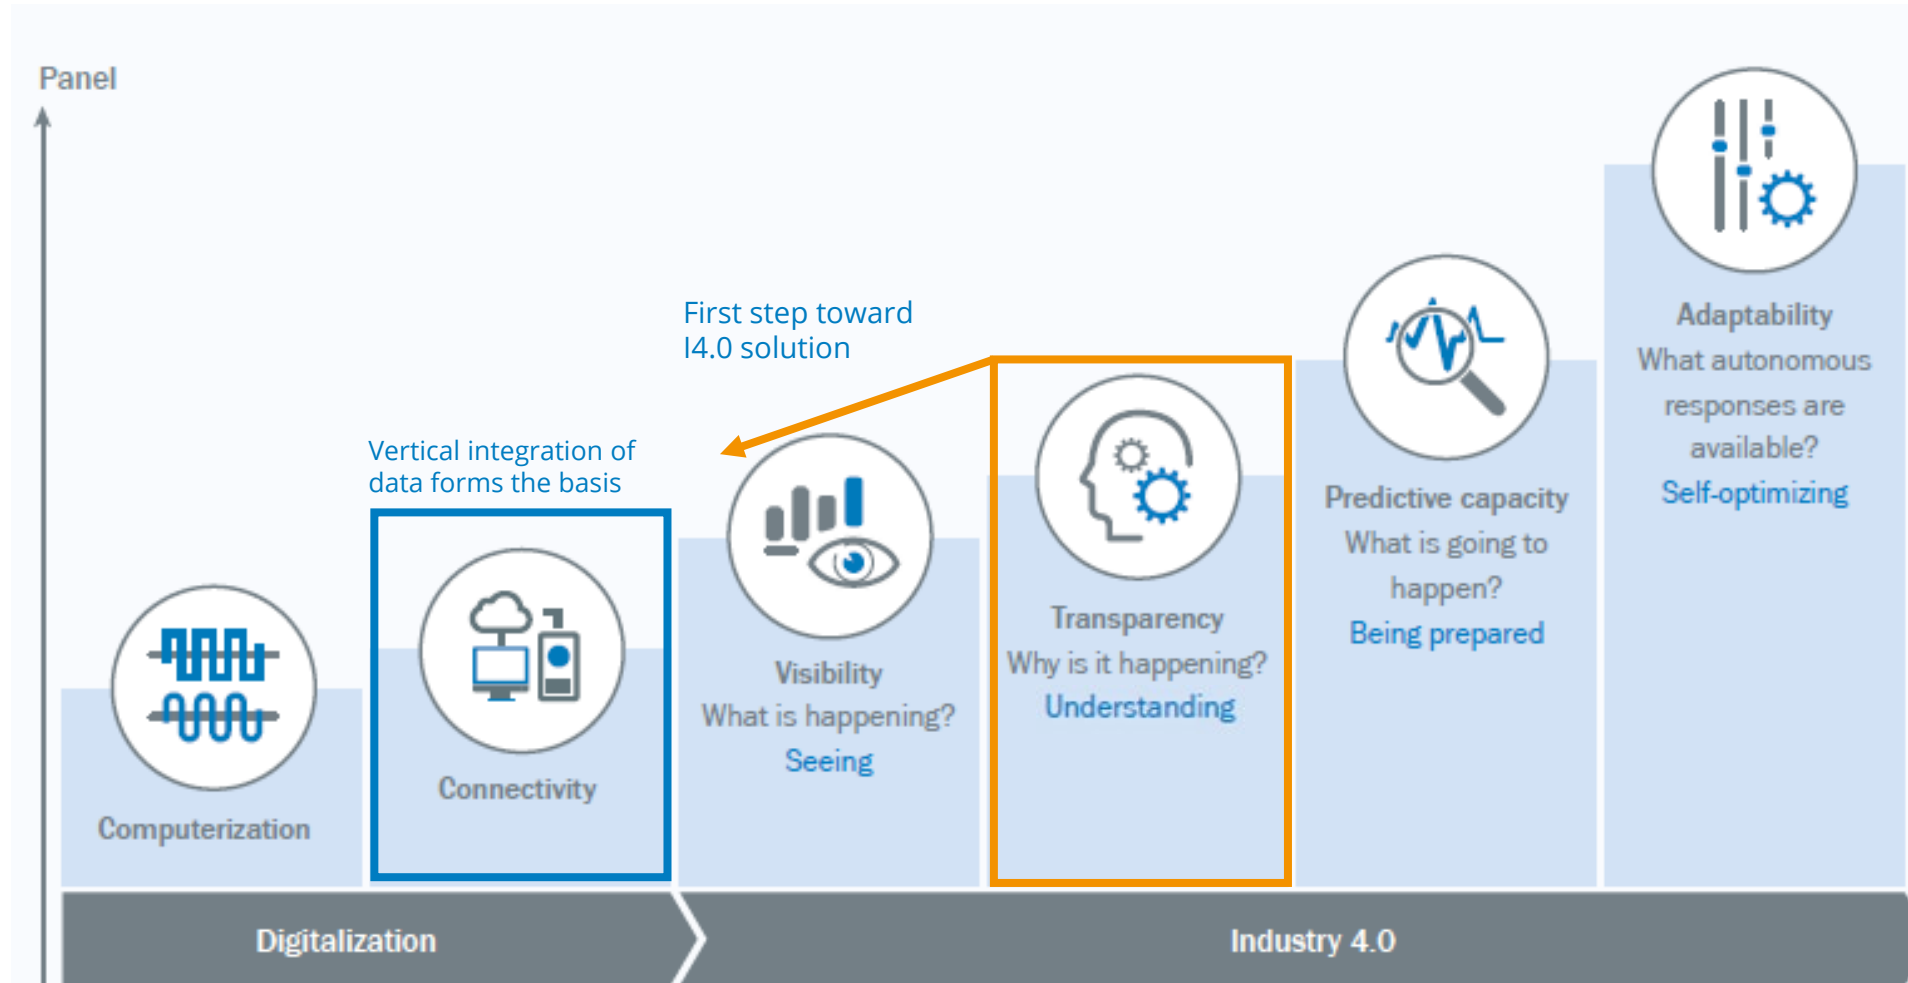 Panel
First step toward
I4.0 solution
Vertical integration of
data forms the basis
Computerization
Connectivity
Visibility
What is happening?
Seeing
Transparency
Why is it happening?
Understanding
Predictive capacity
What is going to
happen?
Being prepared
Adaptability
What autonomous
responses are
available?
Self-optimizing
Digitalization
Industry 4.0